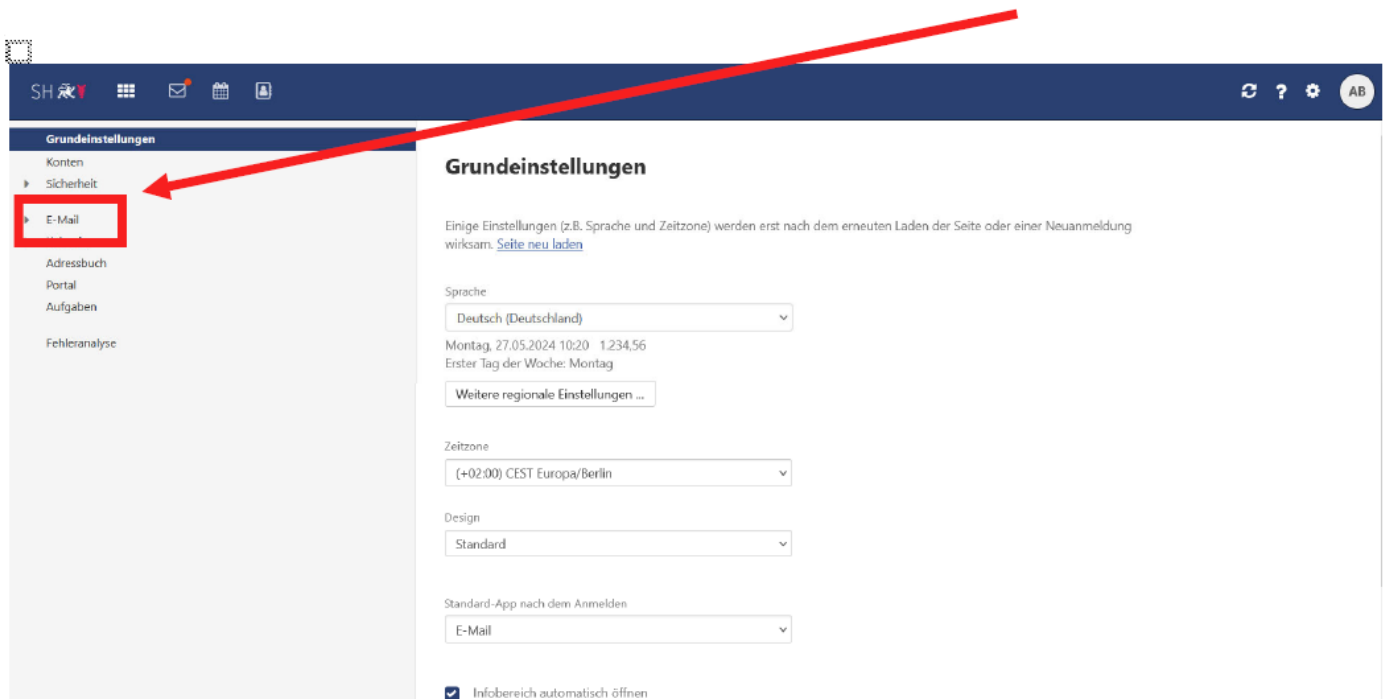 SH
AB
Grundeinstellungen
Konten
Sicherheit
E-Mail
Adressbuch
Portal
Aufgaben
Fehleranalyse
Grundeinstellungen
Einige Einstellungen (z.B. Sprache und Zeitzone) werden erst nach dem erneuten Laden der Seite oder einer Neuanmeldung
wirksam. Seite neu laden
Sprache
Deutsch (Deutschland)
Montag, 27.05.2024 10:20 1.234,56
Erster Tag der Woche: Montag
Weitere regionale Einstellungen ...
Zeitzone
(+02:00) CEST Europa/Berlin
Design
Standard
Standard-App nach dem Anmelden
E-Mail
Infobereich automatisch öffnen